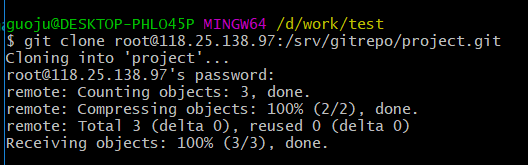 guoju@DESKTOP-PHLO45P MINGW64 /d/work/test
$ git clone root@118.25.138.97:/srv/gitrepo/project.git
Cloning into 'project'...
root@118.25.138.97's password:
remote: Counting objects: 3, done.
remote: Compressing objects: 100% (2/2), done.
remote: Total 3 (delta 0), reused 0 (delta 0)
Receiving objects: 100% (3/3), done.